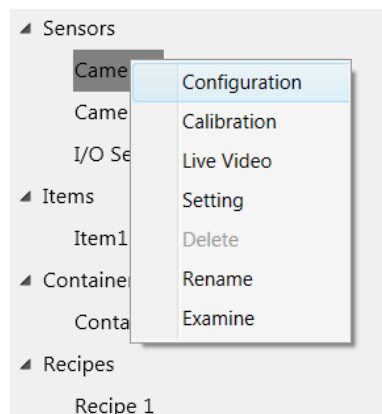 Sensors
Came
Came
I/O Se
Items
Item1
Containe
Conta
Recipes
Recipe 1
Configuration
Calibration
Live Video
Setting
Delete
Rename
Examine